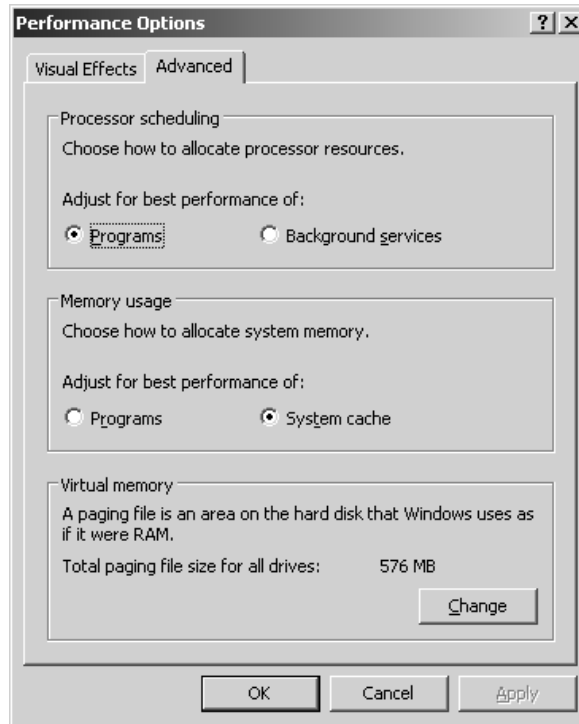 Performance Options ? X
Visual Effects Advanced
Processor scheduling
Choose how to allocate processor resources.
Adjust for best performance of:
Programs Background services
Memory usage
Choose how to allocate system memory.
Adjust for best performance of:
Programs System cache
Virtual memory
A paging file is an area on the hard disk that Windows uses as
if it were RAM.
Total paging file size for all drives: 576 MB
Change
OK Cancel Apply